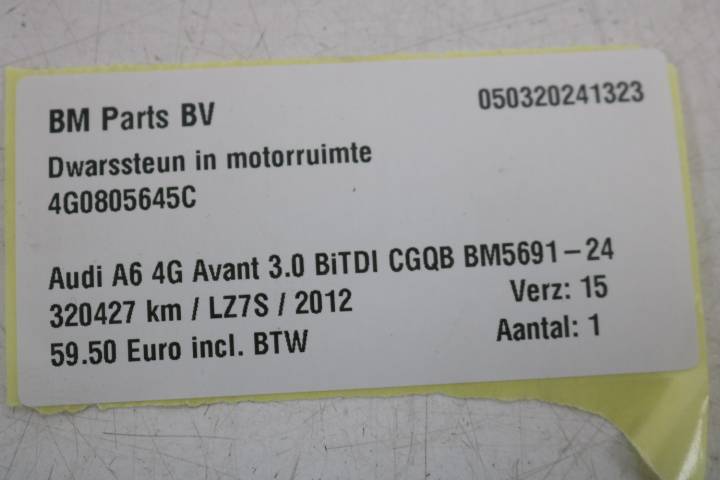 BM Parts BV 050320241323
Dwarssteun in motorruimte
4G0805645C
Audi A6 4G Avant 3.0 BiTDI CGQB BM5691-24
320427 km / LZ7S / 2012 Verz: 15
59.50 Euro incl. BTW Aantal: 1